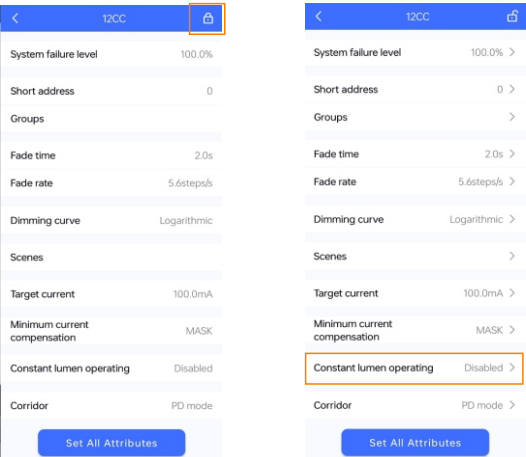 12CC
System failure level 100.0%
Short address 0
Groups
Fade time 2.0s
Fade rate 5.6steps/s
Dimming curve Logarithmic
Scenes
Target current 100.0mA
Minimum current
compensation MASK
Constant lumen operating Disabled
Corridor PD mode
Set All Attributes
12CC
System failure level 100.0% >
Short address 0 >
Groups >
Fade time 2.0s >
Fade rate 5.6steps/s >
Dimming curve Logarithmic >
Scenes >
Target current 100.0mA >
Minimum current
compensation MASK >
Constant lumen operating Disabled >
Corridor PD mode >
Set All Attributes